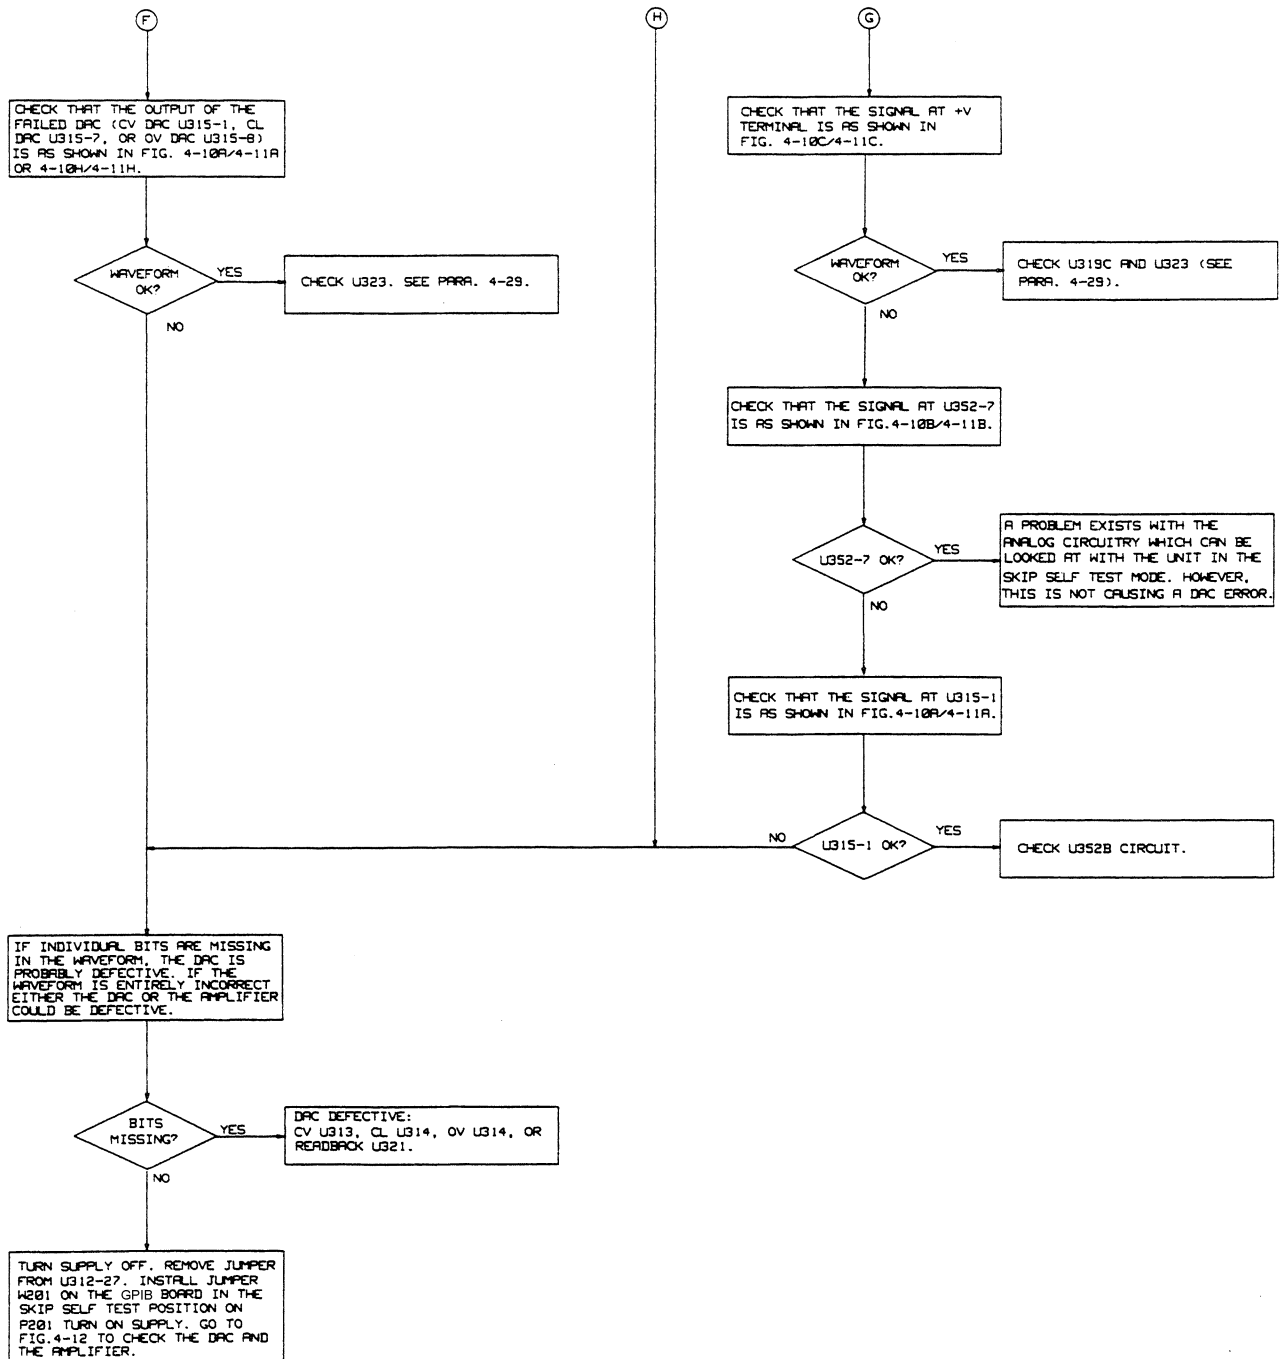 F
H
G
CHECK THAT THE OUTPUT OF THE
FAILED DAC (CV DAC U315-1, CL
DAC U315-7, OR OV DAC U315-8)
IS AS SHOWN IN FIG. 4-10A/4-11A
OR 4-10H/4-11H.
CHECK THAT THE SIGNAL AT +V
TERMINAL IS AS SHOWN IN
FIG. 4-10C/4-11C.
WAVEFORM
OK?
YES
CHECK U323. SEE PARA. 4-29.
NO
WAVEFORM
OK?
YES
CHECK U319C AND U323 (SEE
PARA. 4-29).
NO
CHECK THAT THE SIGNAL AT U352-7
IS AS SHOWN IN FIG.4-10B/4-11B.
U352-7 OK?
YES
A PROBLEM EXISTS WITH THE
ANALOG CIRCUITRY WHICH CAN BE
LOOKED AT WITH THE UNIT IN THE
SKIP SELF TEST MODE. HOWEVER,
THIS IS NOT CAUSING A DAC ERROR.
NO
CHECK THAT THE SIGNAL AT U315-1
IS AS SHOWN IN FIG.4-10A/4-11A.
NO
U315-1 OK?
YES
CHECK U352B CIRCUIT.
IF INDIVIDUAL BITS ARE MISSING
IN THE WAVEFORM, THE DAC IS
PROBABLY DEFECTIVE. IF THE
WAVEFORM IS ENTIRELY INCORRECT
EITHER THE DAC OR THE AMPLIFIER
COULD BE DEFECTIVE.
BITS
MISSING?
YES
DAC DEFECTIVE:
CV U313, CL U314, OV U314, OR
READBACK U321.
NO
TURN SUPPLY OFF. REMOVE JUMPER
FROM U312-27. INSTALL JUMPER
W201 ON THE GPIB BOARD IN THE
SKIP SELF TEST POSITION ON
P201 TURN ON SUPPLY. GO TO
FIG.4-12 TO CHECK THE DAC AND
THE AMPLIFIER.